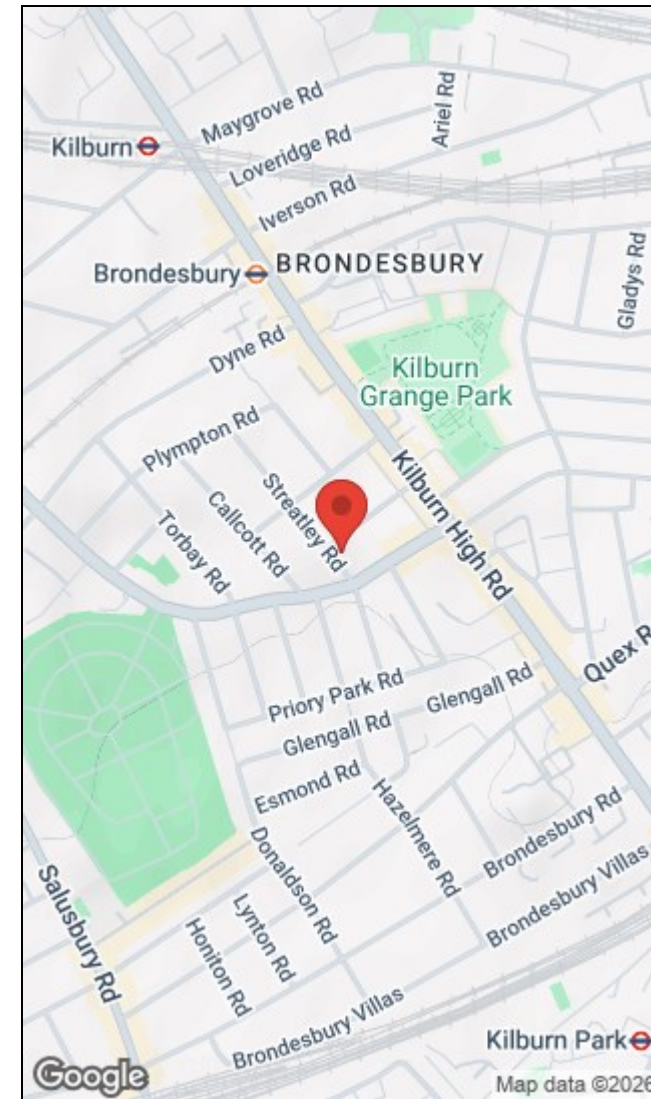 Maygrove Rd
Ariel Rd
Kilburn
Loveridge Rd
Iverson Rd
Brondesbury
BRONDESBURY
Gladys Rd
Dyne Rd
Kilburn
Grange Park
Plympton Rd
Streatley Rd
Callcott Rd
Torbay Rd
Kilburn High Rd
Quex R
Priory Park Rd
Glengall Rd
Glengall Rd
Esmond Rd
Hazelmere Rd
Brondesbury Rd
Donaldson Rd
Salusbury Rd
Lynton Rd
Honiton Rd
Brondesbury Villas
Brondesbury Villas
Kilburn Park
Google
Map data ©2026